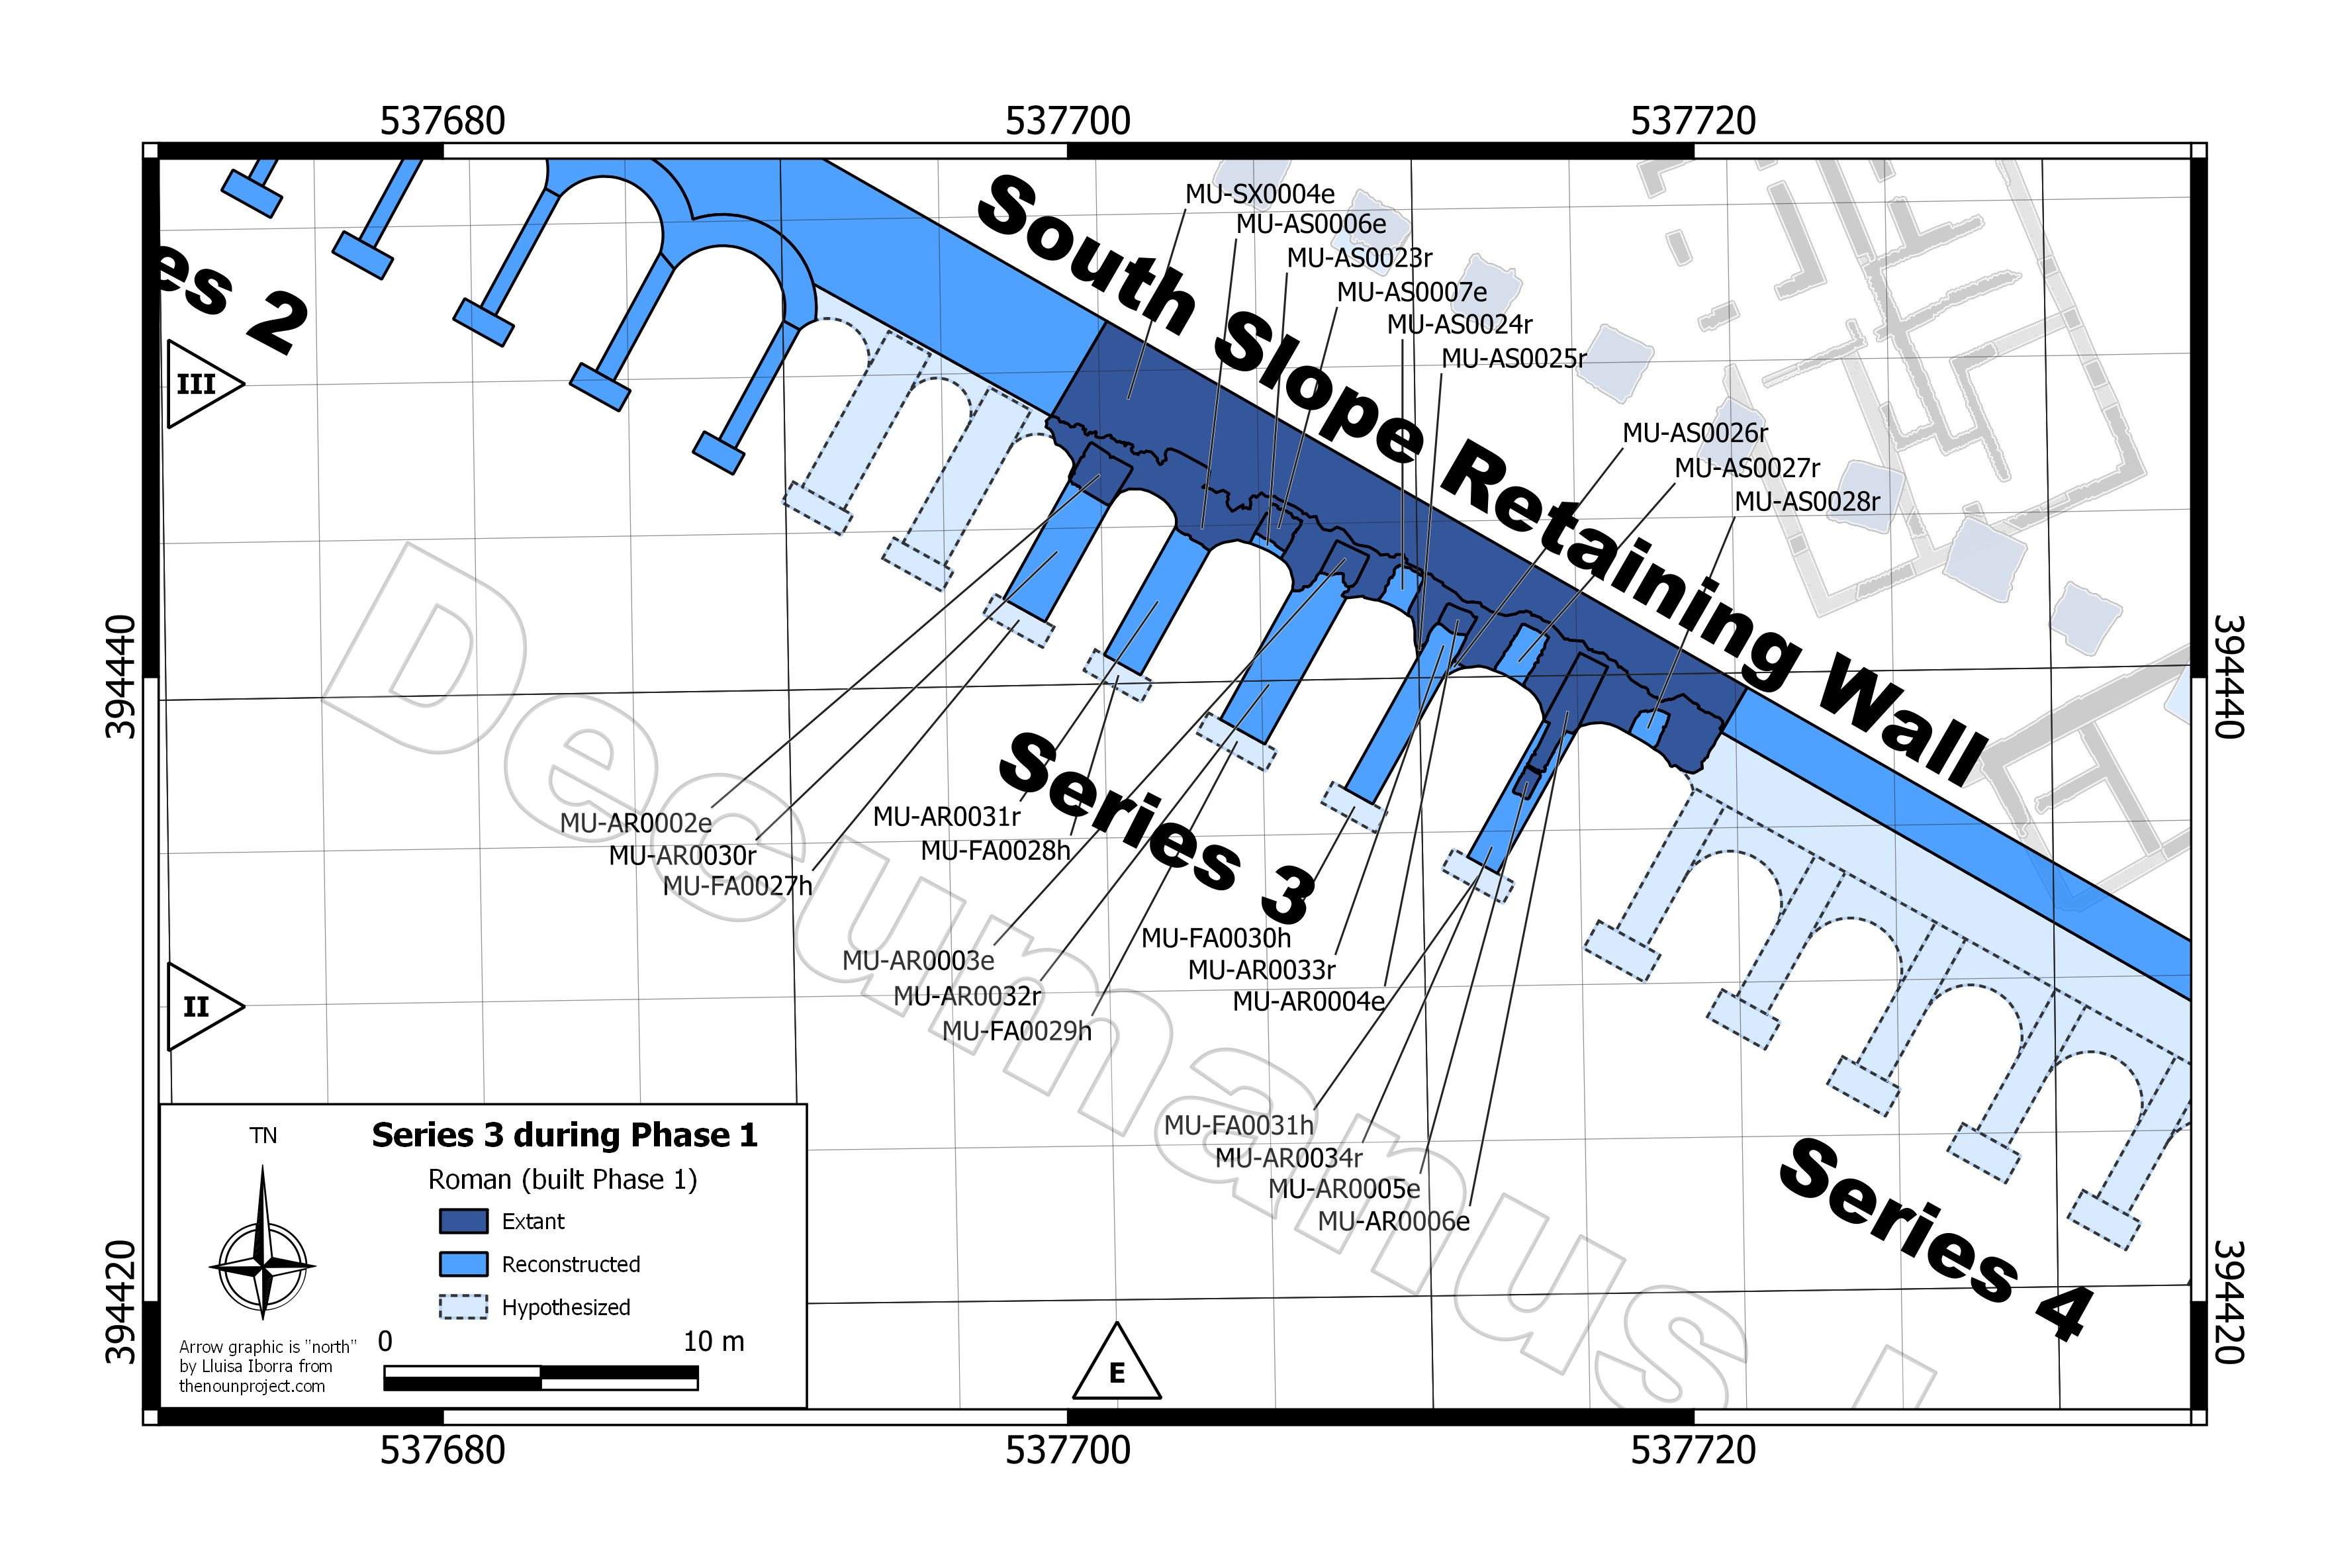 537680
537700
537720
South Slope Retaining Wall
MU-SX0004e
MU-AS0006e
MU-AS0023r
MU-AS0007e
MU-AS0024r
MU-AS0025r
MU-AS0026r
MU-AS0027r
MU-AS0028r
es 2
III
394440
394440
Series 3
MU-AR0002e
MU-AR0030r
MU-FA0027h
MU-AR0031r
MU-FA0028h
MU-AR0003e
MU-AR0032r
MU-FA0029h
MU-FA0030h
MU-AR0033r
MU-AR0004e
II
Decumanus I
MU-FA0031h
MU-AR0034r
MU-AR0005e
MU-AR0006e
Series 4
TN
Series 3 during Phase 1
Roman (built Phase 1)
Extant
Reconstructed
Hypothesized
0 10 m
Arrow graphic is "north"
by Lluisa Iborra from
thenounproject.com
394420
394420
E
537680
537700
537720